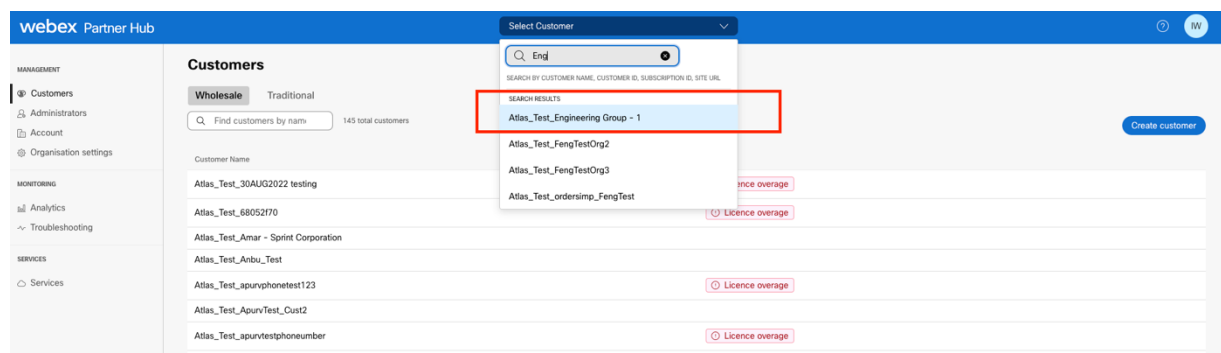 webex Partner Hub
Select Customer
IW
MANAGEMENT
Customers
Administrators
Account
Organisation settings
MONITORING
Analytics
Troubleshooting
SERVICES
Services
Customers
Wholesale Traditional
Find customers by name 145 total customers
Create customer
Eng
SEARCH BY CUSTOMER NAME, CUSTOMER ID, SUBSCRIPTION ID, SITE URL
SEARCH RESULTS
Atlas_Test_Engineering Group - 1
Atlas_Test_FengTestOrg2
Atlas_Test_FengTestOrg3
Atlas_Test_ordersimp_FengTest
Customer Name
Atlas_Test_30AUG2022 testing ence overage
Atlas_Test_68052f70 Licence overage
Atlas_Test_Amar - Sprint Corporation
Atlas_Test_Anbu_Test
Atlas_Test_apurvphonetest123 Licence overage
Atlas_Test_ApurvTest_Cust2
Atlas_Test_apurvtestphoneumber Licence overage